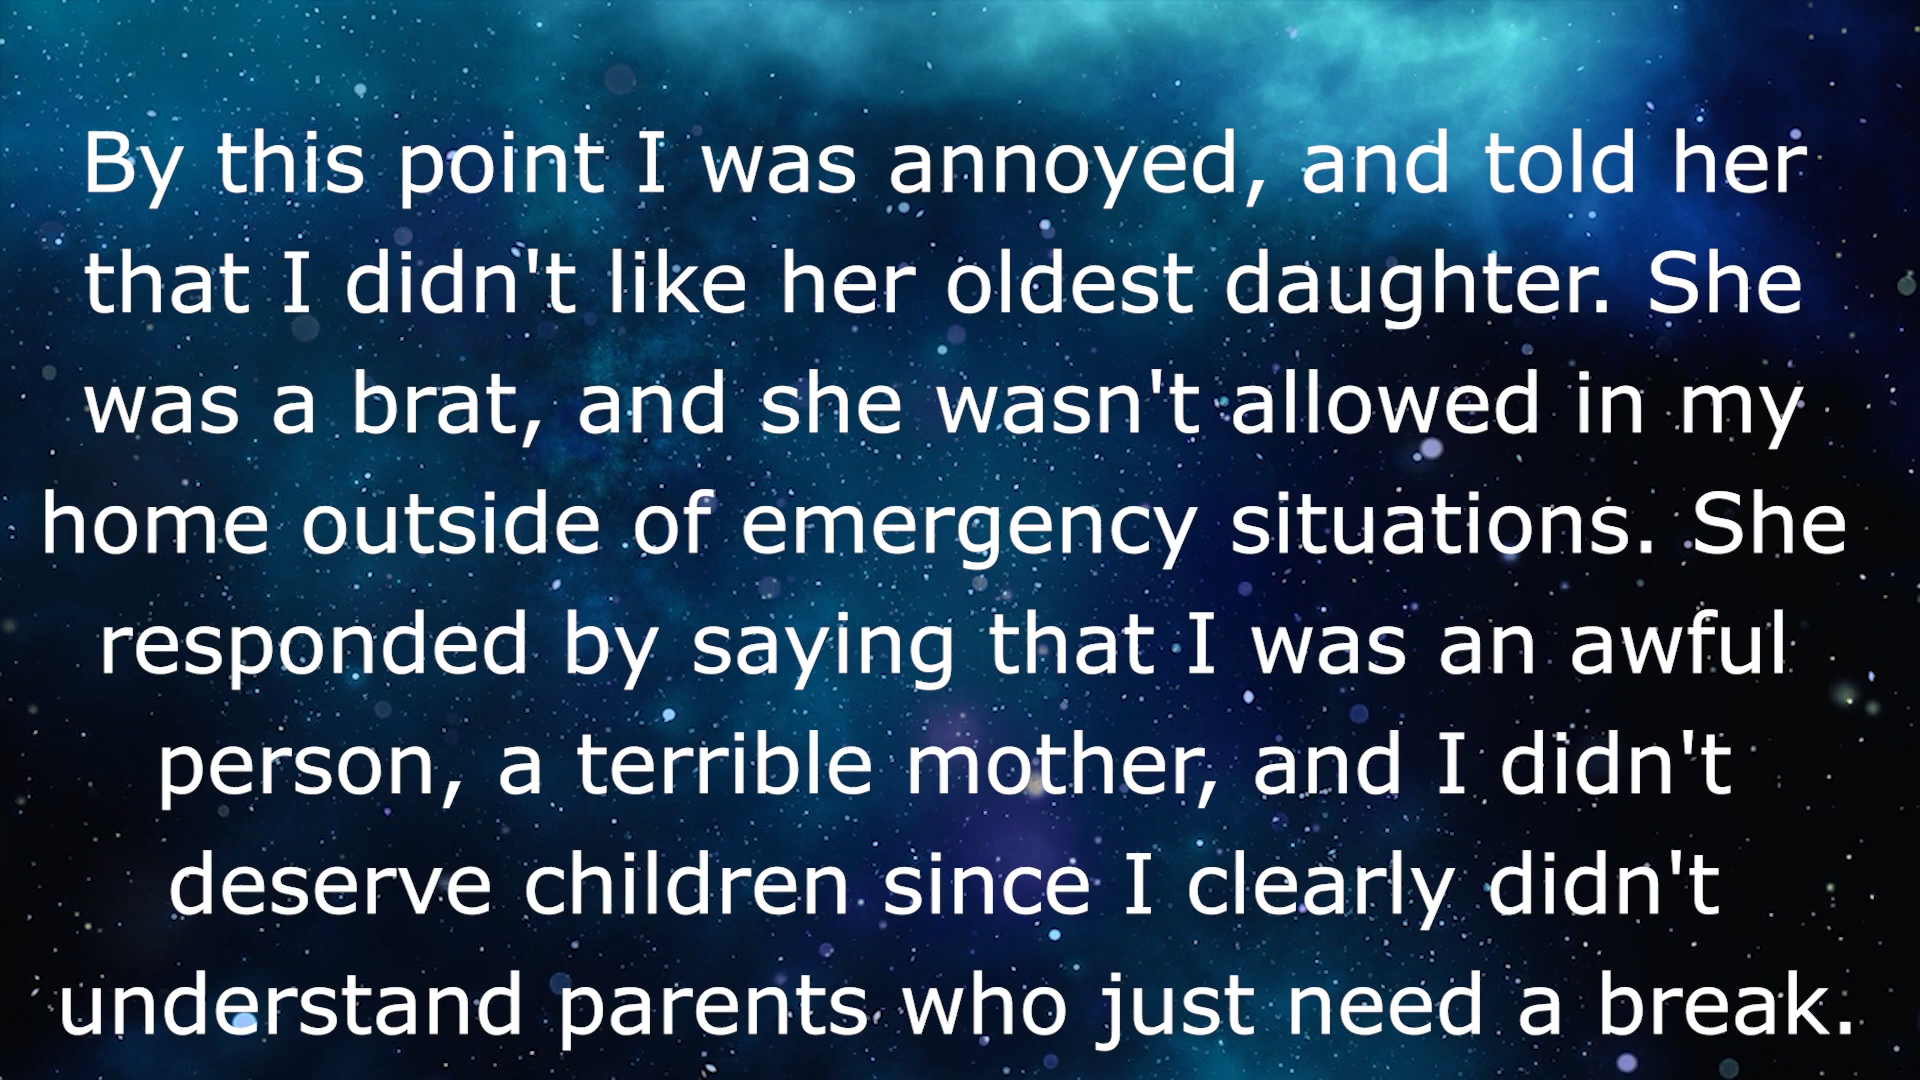 By this point I was annoyed, and told her
that I didn't like her oldest daughter. She
was a brat, and she wasn't allowed in my
home outside of emergency situations. She
responded by saying that I was an awful
person, a terrible mother, and I didn't
deserve children since I clearly didn't
understand parents who just need a break.